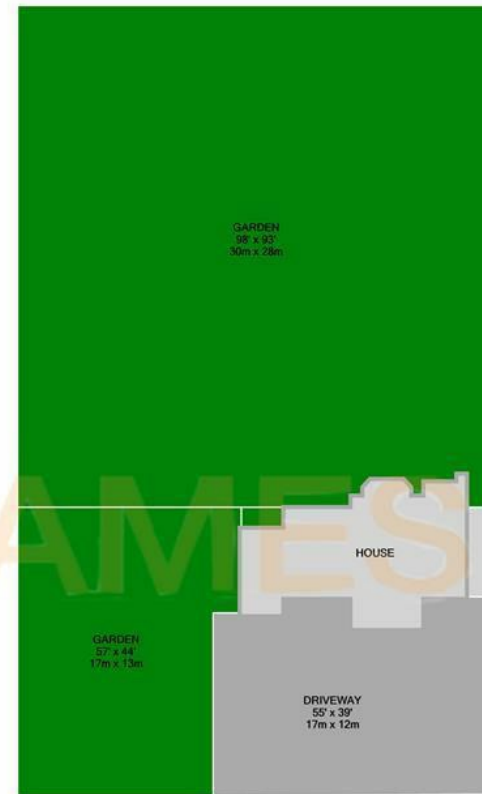 GARDEN
98' x 93'
30m x 28m
AMES
HOUSE
GARDEN
57' x 44'
17m x 13m
DRIVEWAY
55' x 39'
17m x 12m